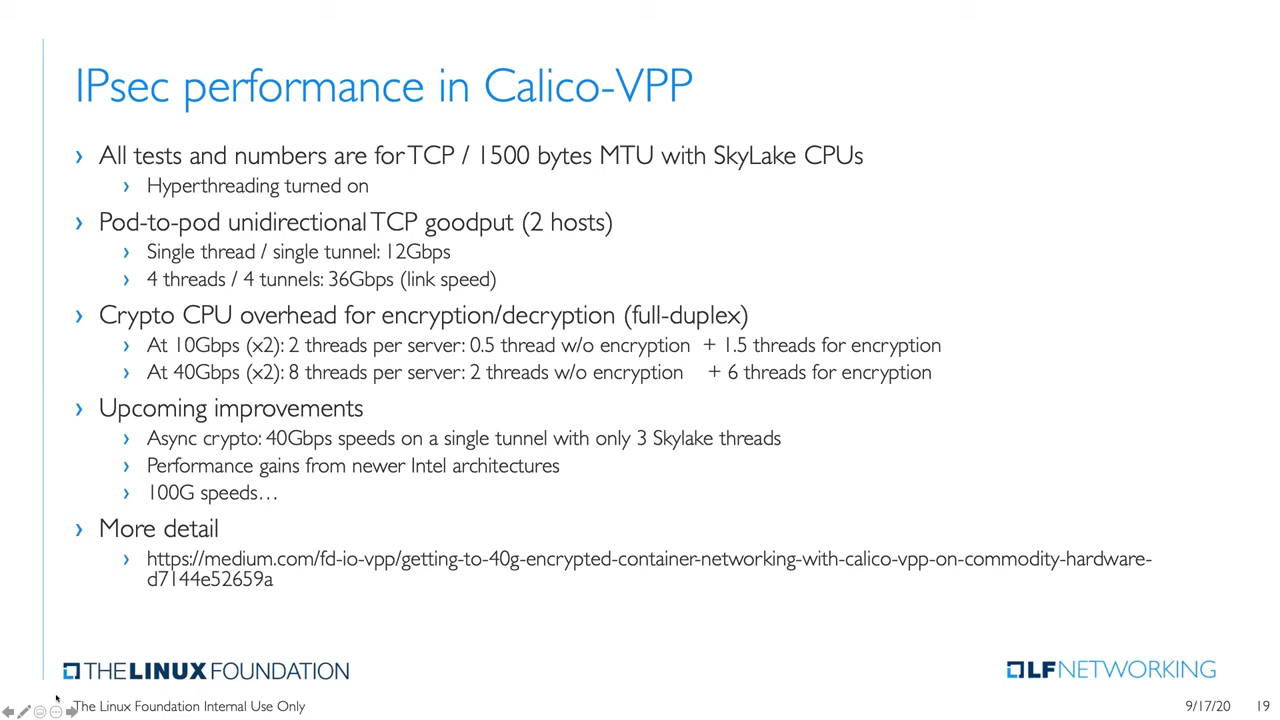 IPsec performance in Calico-VPP
› All tests and numbers are for TCP / 1500 bytes MTU with SkyLake CPUs
› Hyperthreading turned on
› Pod-to-pod unidirectional TCP goodput (2 hosts)
› Single thread / single tunnel: 12Gbps
› 4 threads / 4 tunnels: 36Gbps (link speed)
› Crypto CPU overhead for encryption/decryption (full-duplex)
› At 10Gbps (x2): 2 threads per server: 0.5 thread w/o encryption + 1.5 threads for encryption
› At 40Gbps (x2): 8 threads per server: 2 threads w/o encryption + 6 threads for encryption
› Upcoming improvements
› Async crypto: 40Gbps speeds on a single tunnel with only 3 Skylake threads
› Performance gains from newer Intel architectures
› 100G speeds…
› More detail
› https://medium.com/fd-io-vpp/getting-to-40g-encrypted-container-networking-with-calico-vpp-on-commodity-hardware-
d7144e52659a
THE LINUX FOUNDATION
LFNETWORKING
The Linux Foundation Internal Use Only
9/17/20 19